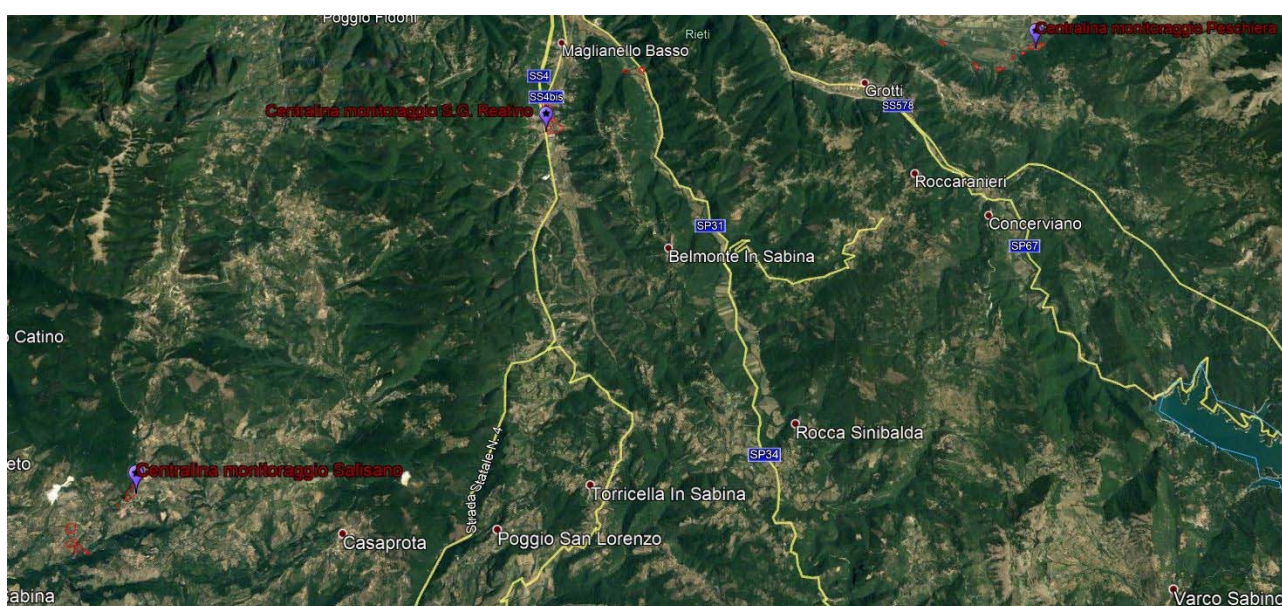 Poggio Fidoni
Rieti
Centralina monitoraggio Peschiera
Maglianello Basso
SS4
Grotti
SS4bis
SS578
Centralina monitoraggio S.G. Reatino
Roccaranieri
Concerviano
SP31
SP67
Belmonte In Sabina
o Catino
Rocca Sinibalda
Strada Statale N. 4
SP34
eto
Centralina monitoraggio Salisano
Torricella In Sabina
Casaprota
Poggio San Lorenzo
Sabina
Varco Sabino